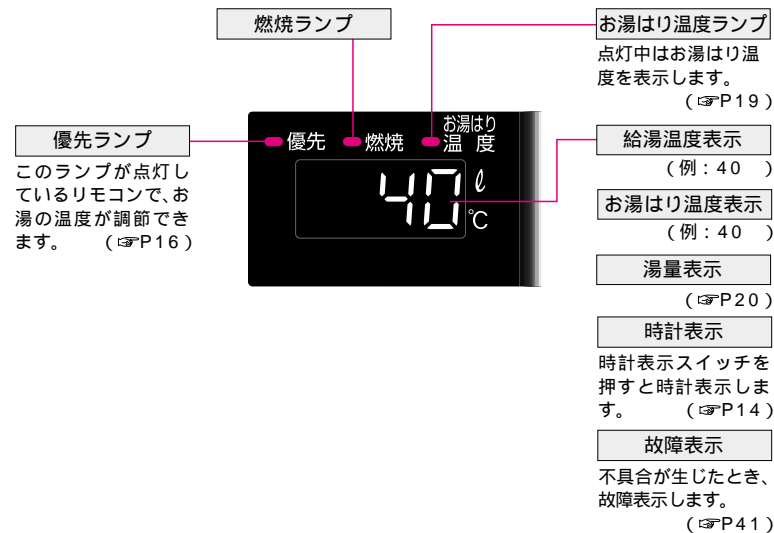 燃焼ランプ
お湯はり温度ランプ
点灯中はお湯はり温
度を表示します。
(☞P19)
優先ランプ
このランプが点灯し
ているリモコンで、お
湯の温度が調節でき
ます。 (☞P16)
優先 燃焼 お湯はり
温 度
40 ℓ
℃
給湯温度表示
(例:40 )
お湯はり温度表示
(例:40 )
湯量表示
(☞P20)
時計表示
時計表示スイッチを
押すと時計表示しま
す。 (☞P14)
故障表示
不具合が生じたとき、
故障表示します。
(☞P41)